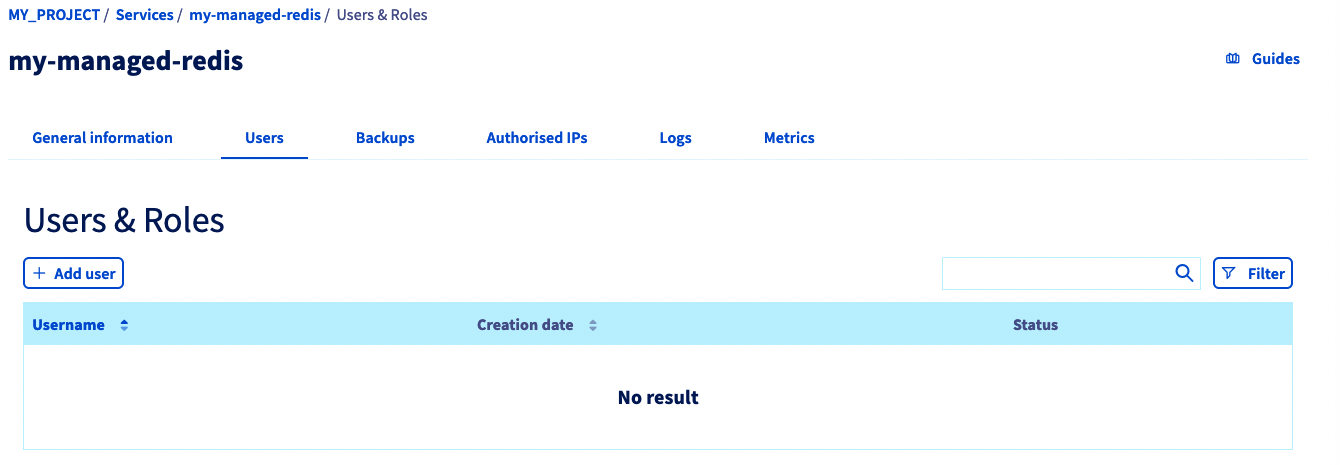 MY_PROJECT / Services / my-managed-redis / Users & Roles
my-managed-redis
Guides
General information Users Backups Authorised IPs Logs Metrics
Users & Roles
+ Add user Filter
Username Creation date Status
No result